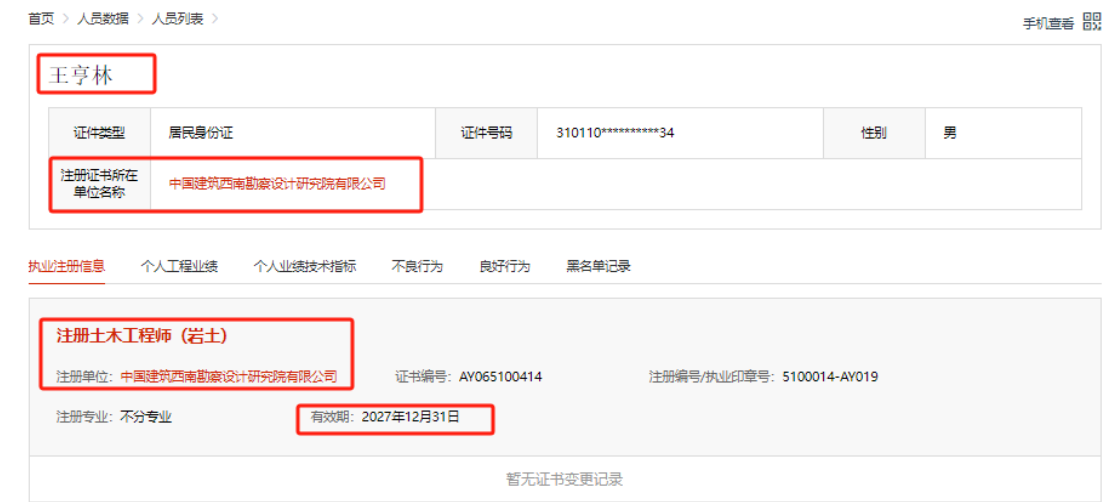 首页 > 人员数据 > 人员列表 >
手机查看
王亨林
证件类型 居民身份证 证件号码 310110**********34 性别 男
注册证书所在
单位名称
中国建筑西南勘察设计研究院有限公司
执业注册信息 个人工程业绩 个人业绩技术指标 不良行为 良好行为 黑名单记录
注册土木工程师（岩土）
注册单位: 中国建筑西南勘察设计研究院有限公司 证书编号: AY065100414 注册编号/执业印章号: 5100014-AY019
注册专业: 不分专业 有效期: 2027年12月31日
暂无证书变更记录